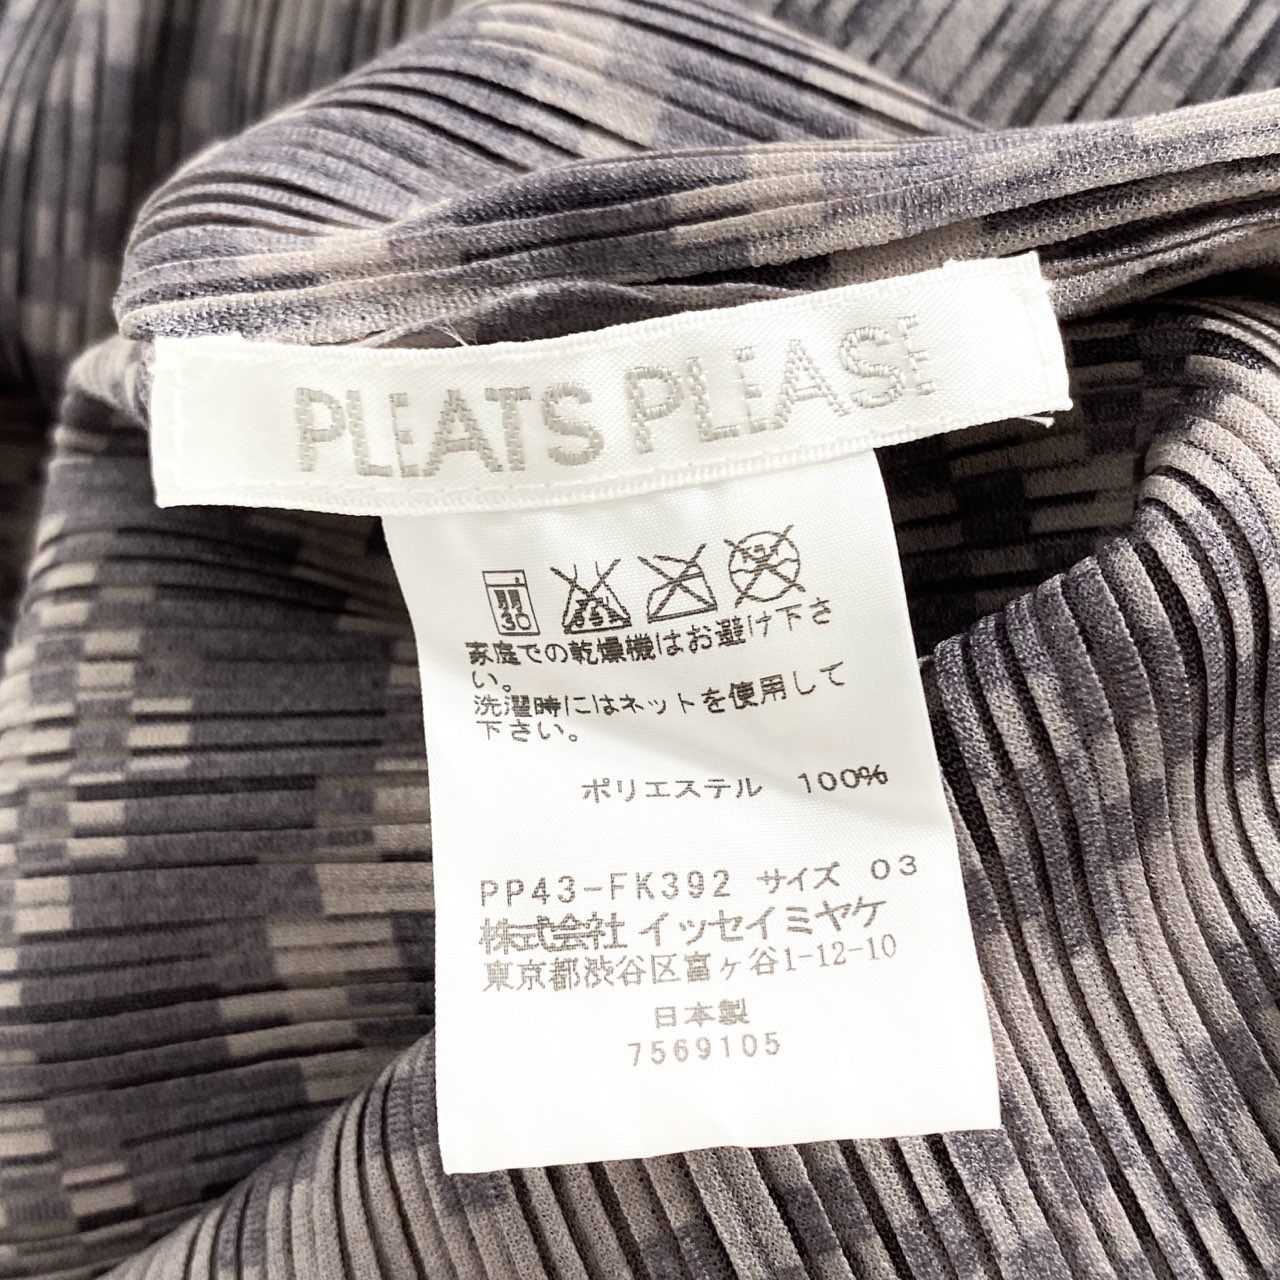 PLEATS PLEASE
30
家庭での乾燥機はお避け下さ
い。
洗濯時にはネットを使用して
下さい。
ポリエステル 100%
PP43-FK392 サイズ 03
株式会社 イッセイミヤケ
東京都渋谷区富ヶ谷1-12-10
日本製
7569105